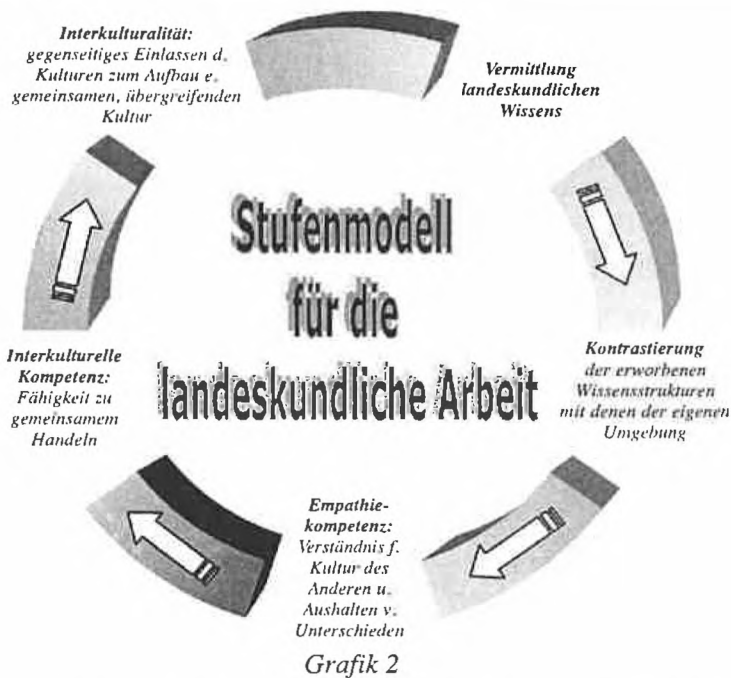 Interkulturalität:
gegenseitiges Einlassen d.
Kulturen zum Aufbau e.
gemeinsamen, übergreifenden
Kultur
Vermittlung
landeskundlichen
Wissens
Stufenmodell
für die
landeskundliche Arbeit
Kontrastierung
der erworbenen
Wissensstrukturen
mit denen der eigenen
Umgebung
Empathie-
kompetenz:
Verständnis f.
Kultur des
Anderen u.
Aushalten v.
Unterschieden
Interkulturelle
Kompetenz:
Fähigkeit zu
gemeinsamem
Handeln
Grafik 2